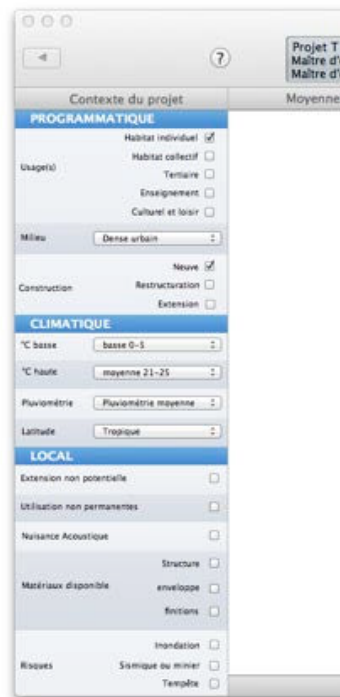 ?
Projet T
Maître d'
Maître d'
Contexte du projet
Moyenne
PROGRAMMATIQUE
Usage(s)
Habitat individuel
Habitat collectif
Tertiaire
Enseignement
Culturel et loisir
Milieu
Dense urbain
Construction
Neuve
Restructuration
Extension
CLIMATIQUE
°C basse
basse 0-5
°C haute
moyenne 21-25
Pluviométrie
Pluviométrie moyenne
Latitude
Tropique
LOCAL
Extension non potentielle
Utilisation non permanentes
Nuisance Acoustique
Matériaux disponible
Structure
enveloppe
finitions
Risques
Inondation
Sismique ou minier
Tempête